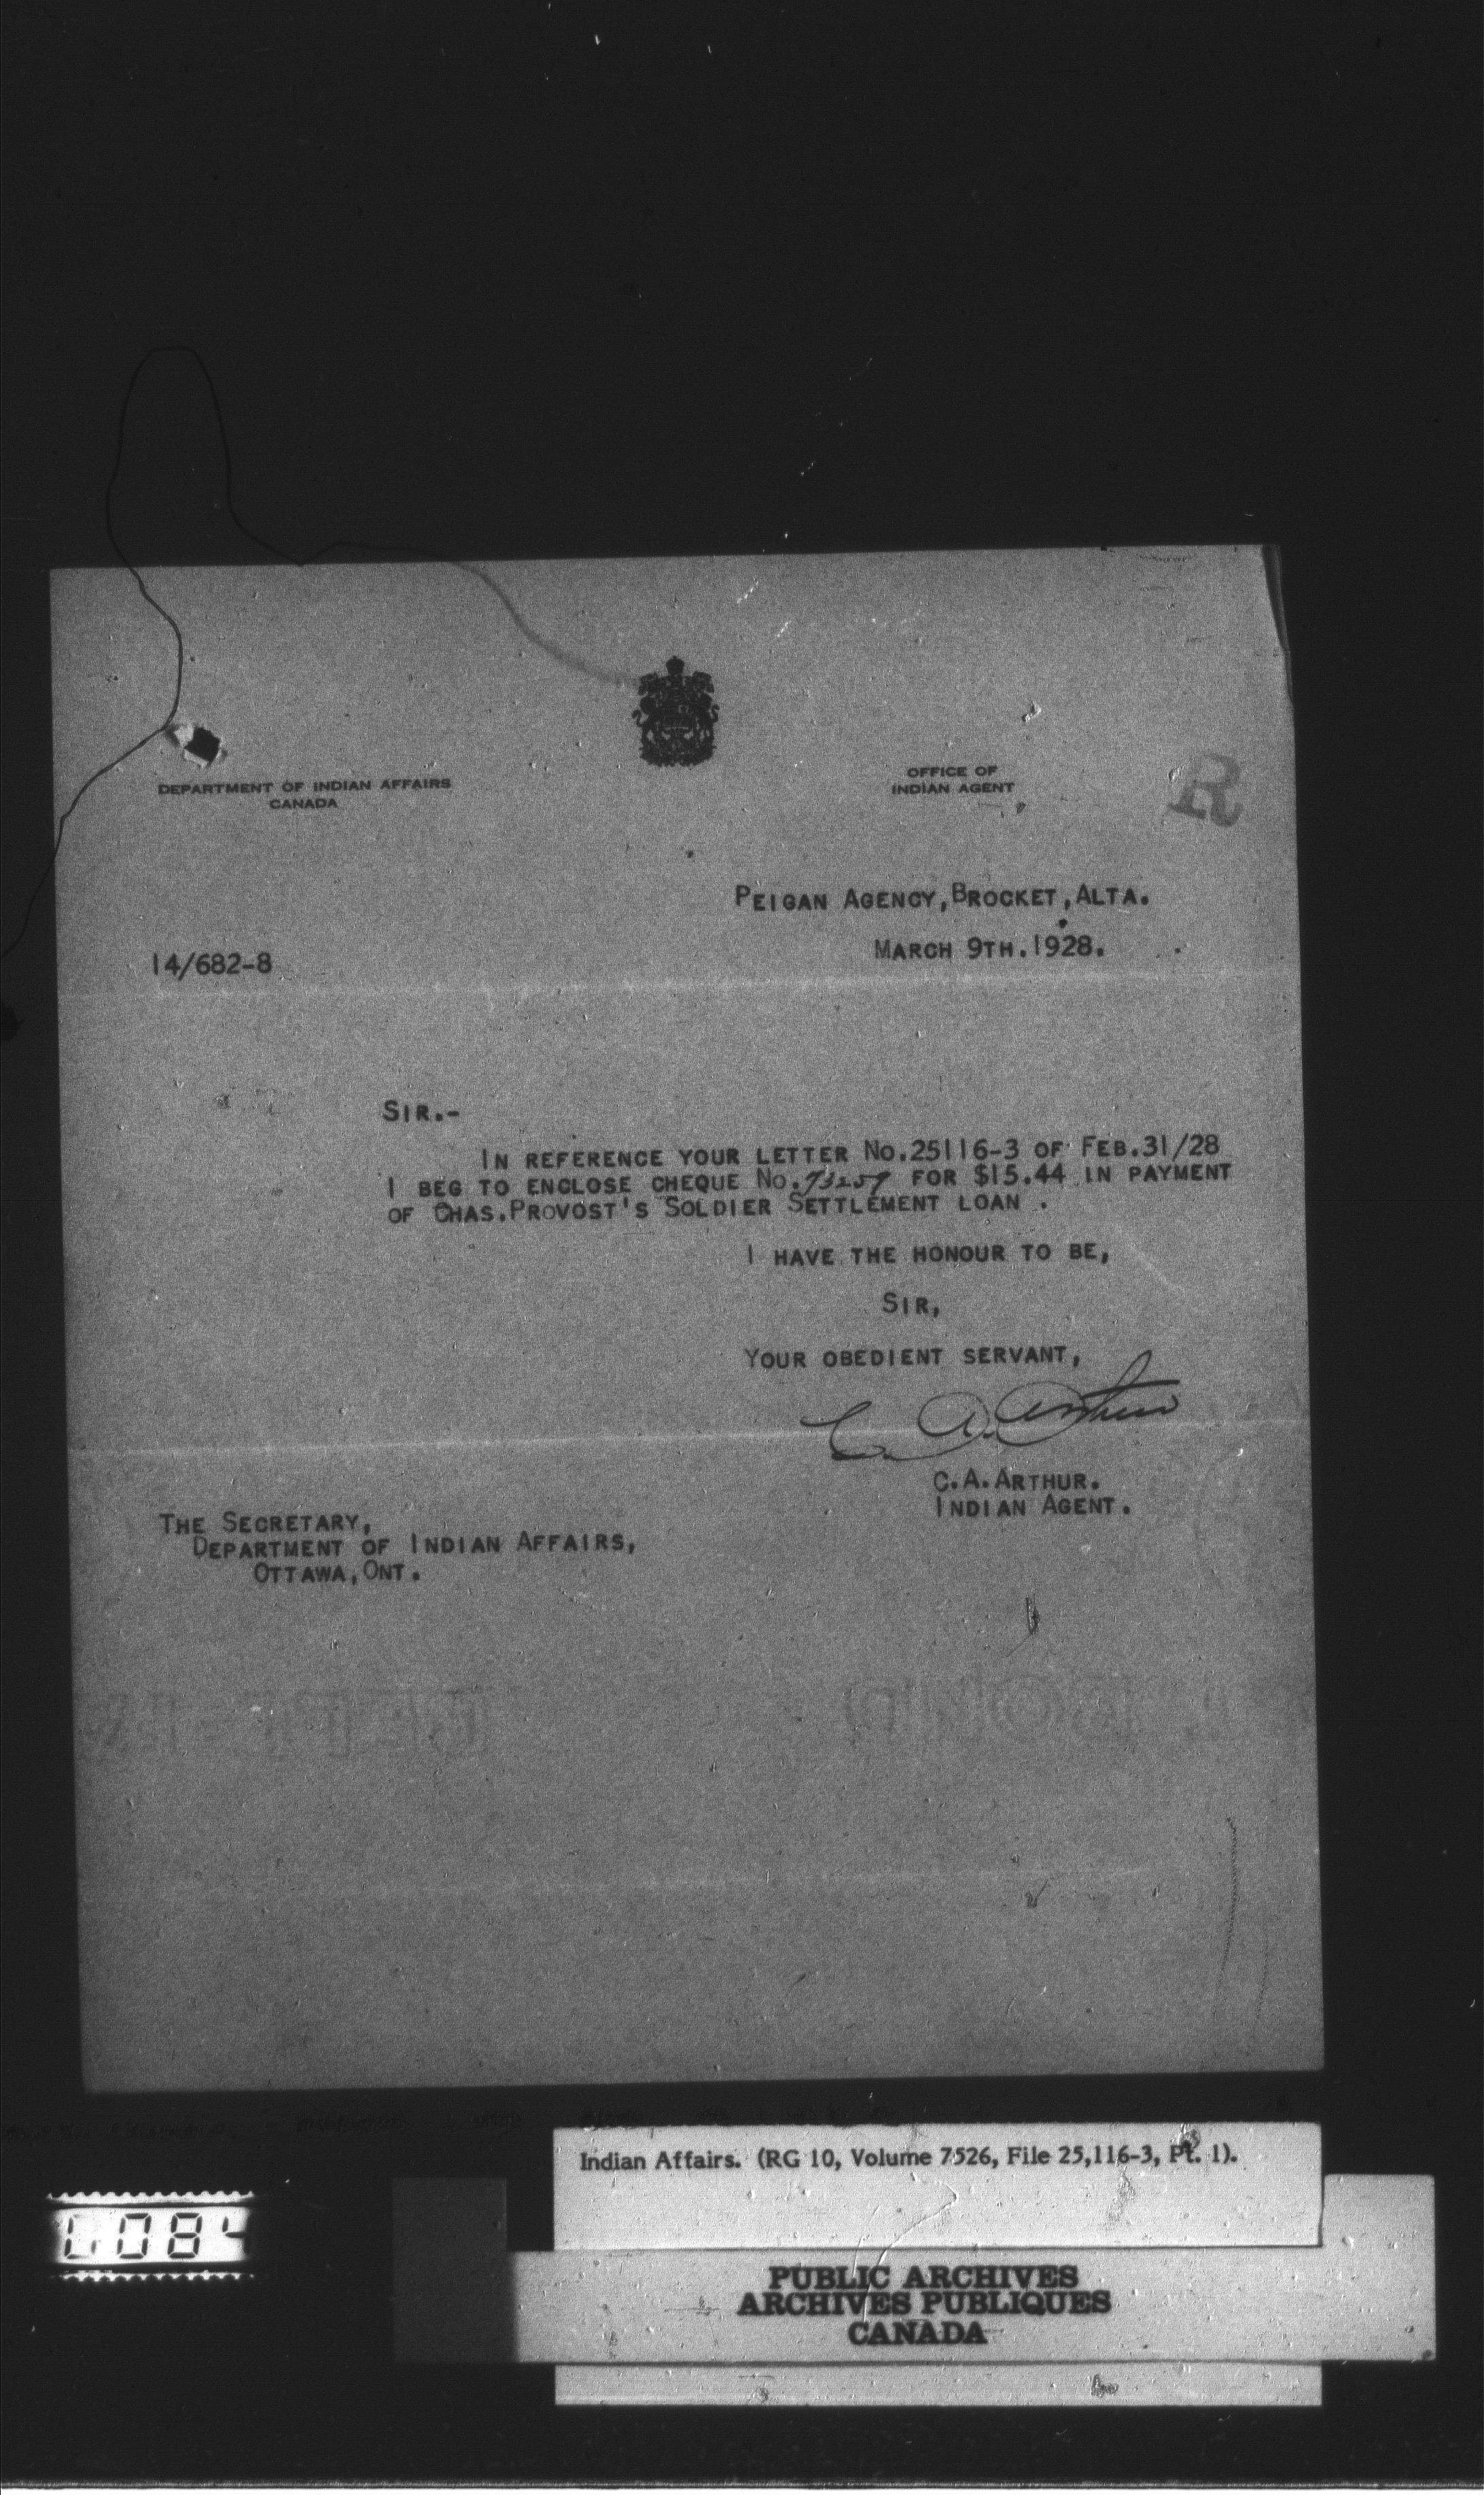 DEPARTMENT OF INDIAN AFFAIRS
CANADA
OFFICE OF
INDIAN AGENT
R
PEIGAN AGENCY,BROCKET,ALTA.
MARCH 9TH.1928.
14/682-8
SIR.-
IN REFERENCE YOUR LETTER NO.25116-3 OF FEB.31/28
I BEG TO ENCLOSE CHEQUE NO. FOR $15.44 IN PAYMENT
OF CHAS.PROVOST'S SOLDIER SETTLEMENT LOAN .
I HAVE THE HONOUR TO BE,
SIR,
YOUR OBEDIENT SERVANT,
C. A. Arthur
C.A.ARTHUR.
INDIAN AGENT.
THE SECRETARY,
DEPARTMENT OF INDIAN AFFAIRS,
OTTAWA,ONT.
Indian Affairs. (RG 10, Volume 7526, File 25,116-3, Pt. 1).
PUBLIC ARCHIVES
ARCHIVES PUBLIQUES
CANADA